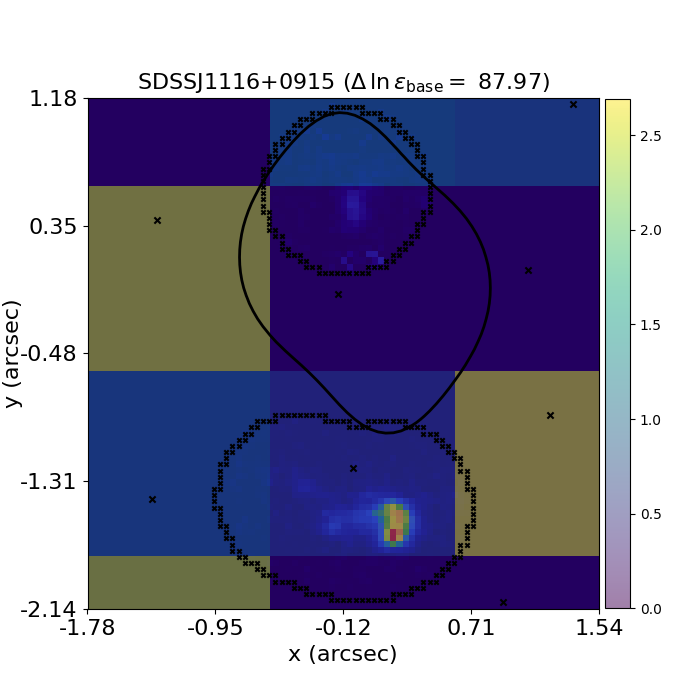 SDSSJ1116+0915 (Δ ln ε_base = 87.97)
1.18
0.35
-0.48
-1.31
-2.14
y (arcsec)
-1.78 -0.95 -0.12 0.71 1.54
x (arcsec)
2.5
2.0
1.5
1.0
0.5
0.0